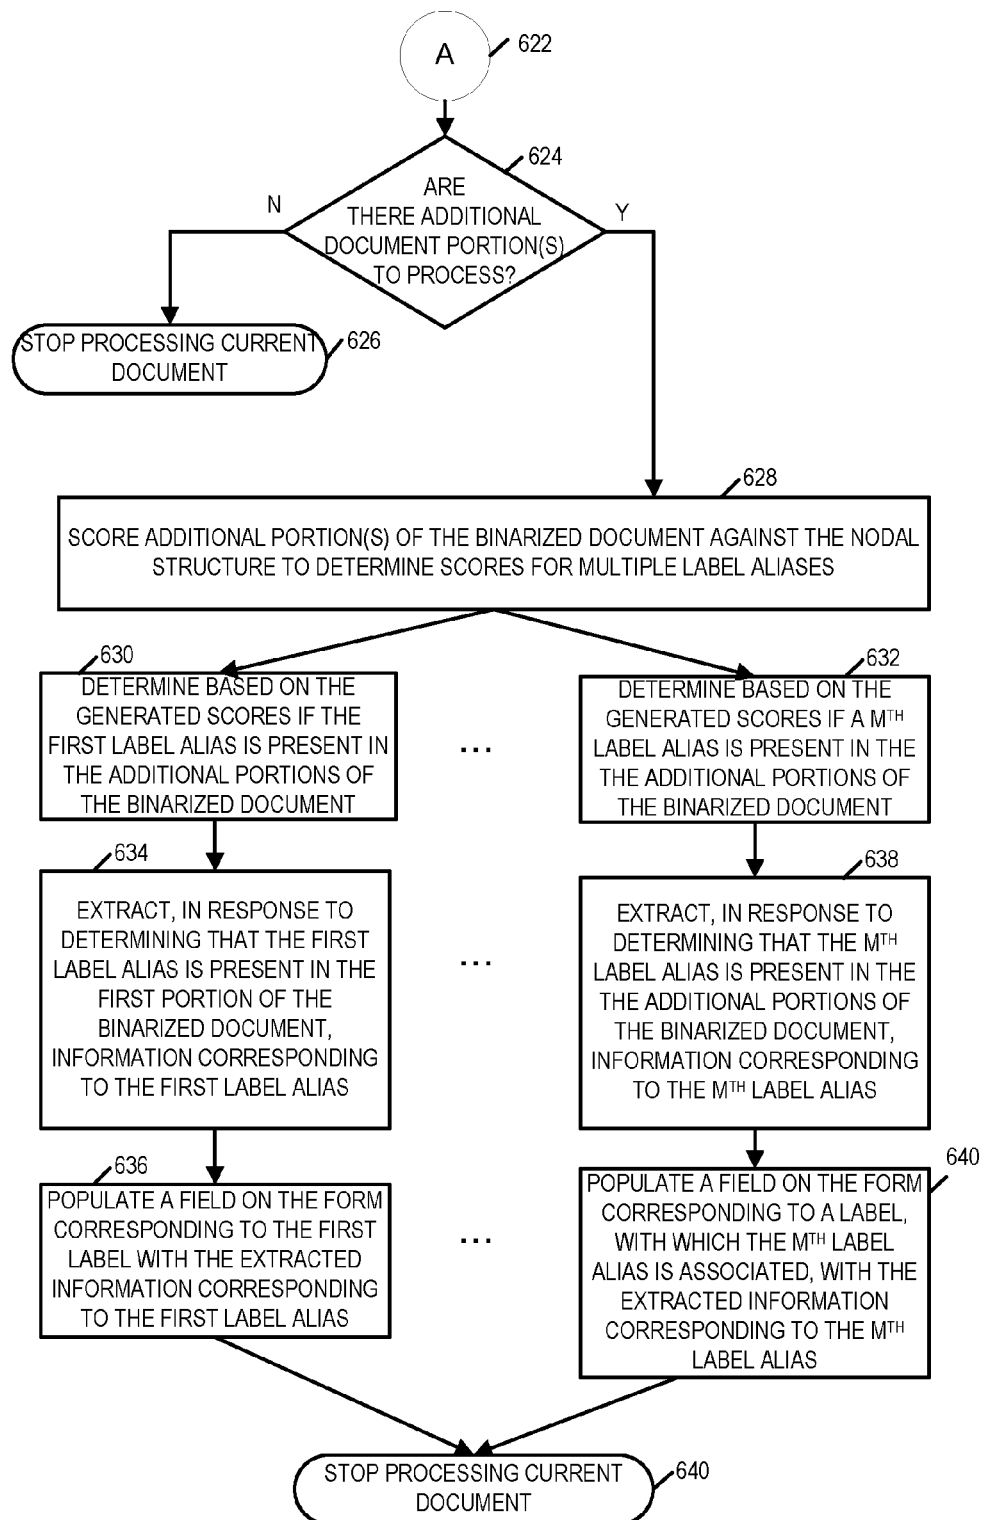 A
622
624
ARE
THERE ADDITIONAL
DOCUMENT PORTION(S)
TO PROCESS?
N
Y
STOP PROCESSING CURRENT
DOCUMENT
626
628
SCORE ADDITIONAL PORTION(S) OF THE BINARIZED DOCUMENT AGAINST THE NODAL
STRUCTURE TO DETERMINE SCORES FOR MULTIPLE LABEL ALIASES
630
DETERMINE BASED ON THE
GENERATED SCORES IF THE
FIRST LABEL ALIAS IS PRESENT IN
THE ADDITIONAL PORTIONS OF
THE BINARIZED DOCUMENT
...
632
DETERMINE BASED ON THE
GENERATED SCORES IF A MTH
LABEL ALIAS IS PRESENT IN THE
THE ADDITIONAL PORTIONS OF
THE BINARIZED DOCUMENT
634
EXTRACT, IN RESPONSE TO
DETERMINING THAT THE FIRST
LABEL ALIAS IS PRESENT IN THE
FIRST PORTION OF THE
BINARIZED DOCUMENT,
INFORMATION CORRESPONDING
TO THE FIRST LABEL ALIAS
...
638
EXTRACT, IN RESPONSE TO
DETERMINING THAT THE MTH
LABEL ALIAS IS PRESENT IN THE
THE ADDITIONAL PORTIONS OF
THE BINARIZED DOCUMENT,
INFORMATION CORRESPONDING
TO THE MTH LABEL ALIAS
636
POPULATE A FIELD ON THE FORM
CORRESPONDING TO THE FIRST
LABEL WITH THE EXTRACTED
INFORMATION CORRESPONDING
TO THE FIRST LABEL ALIAS
...
640
POPULATE A FIELD ON THE FORM
CORRESPONDING TO A LABEL,
WITH WHICH THE MTH LABEL
ALIAS IS ASSOCIATED, WITH THE
EXTRACTED INFORMATION
CORRESPONDING TO THE MTH
LABEL ALIAS
STOP PROCESSING CURRENT
DOCUMENT
640